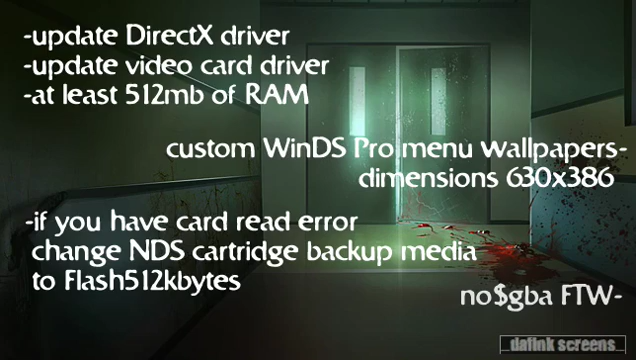 -update DirectX driver
-update video card driver
-at least 512mb of RAM
custom WinDS Pro menu wallpapers-
dimensions 630x386
-if you have card read error
change NDS cartridge backup media
to Flash512kbytes
no$gba FTW-
dafink screens